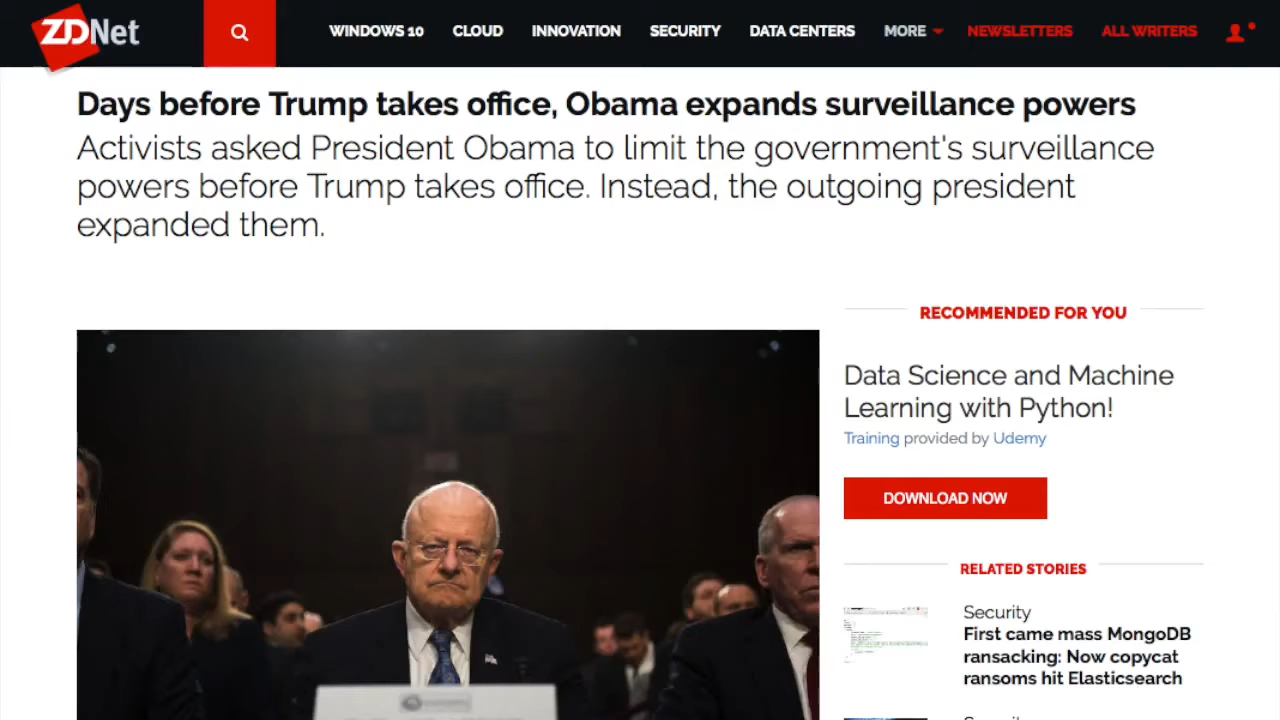 ZDNet
WINDOWS 10 CLOUD INNOVATION SECURITY DATA CENTERS MORE NEWSLETTERS ALL WRITERS
Days before Trump takes office, Obama expands surveillance powers
Activists asked President Obama to limit the government's surveillance
powers before Trump takes office. Instead, the outgoing president
expanded them.
RECOMMENDED FOR YOU
Data Science and Machine
Learning with Python!
Training provided by Udemy
DOWNLOAD NOW
RELATED STORIES
Security
First came mass MongoDB
ransacking: Now copycat
ransoms hit Elasticsearch